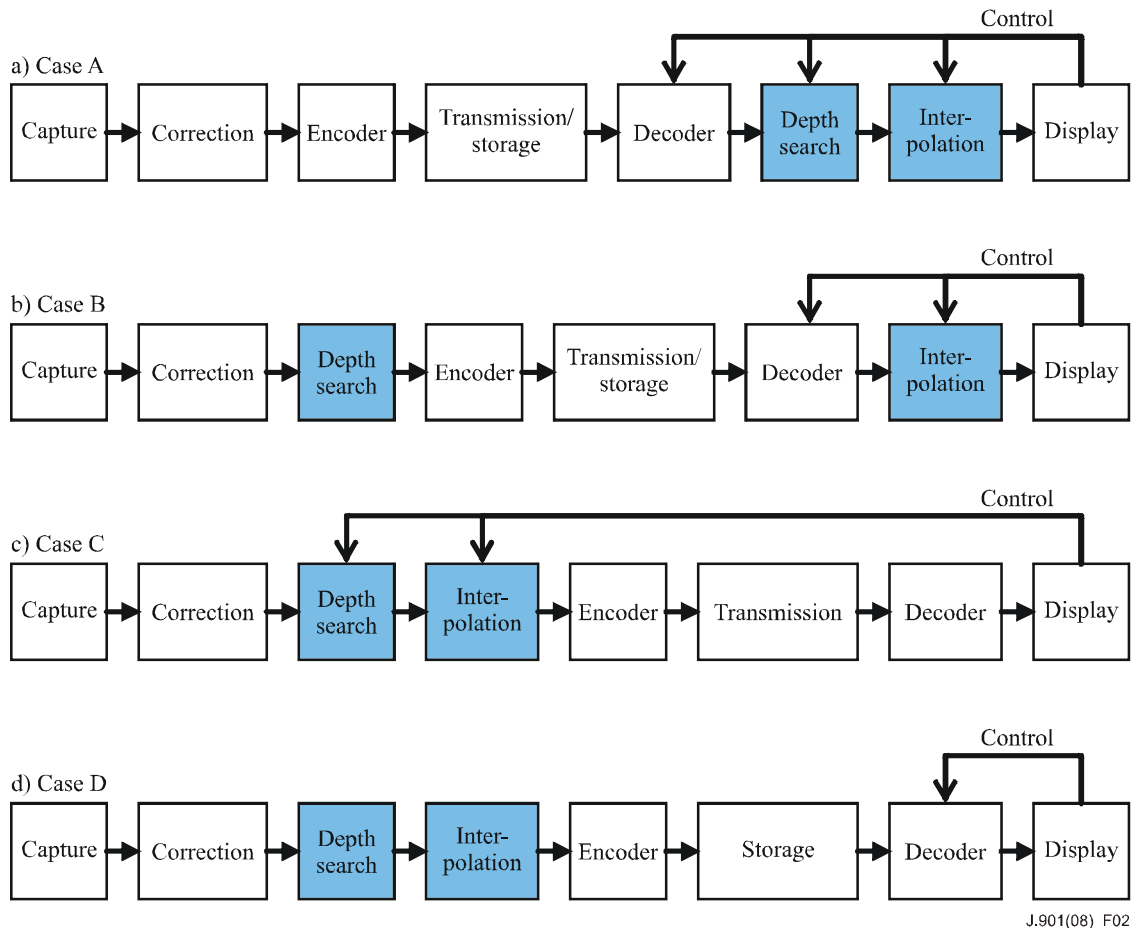 Control
a) Case A
Capture
Correction
Encoder
Transmission/
storage
Decoder
Depth
search
Inter-
polation
Display
Control
b) Case B
Capture
Correction
Depth
search
Encoder
Transmission/
storage
Decoder
Inter-
polation
Display
Control
c) Case C
Capture
Correction
Depth
search
Inter-
polation
Encoder
Transmission
Decoder
Display
Control
d) Case D
Capture
Correction
Depth
search
Inter-
polation
Encoder
Storage
Decoder
Display
J.901(08)_F02